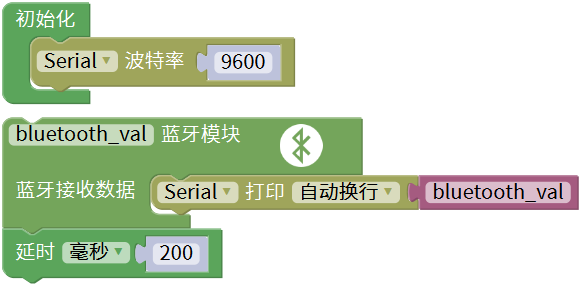 初始化
Serial 波特率 9600
bluetooth_val 蓝牙模块
蓝牙接收数据 Serial 打印 自动换行 bluetooth_val
延时 毫秒 200